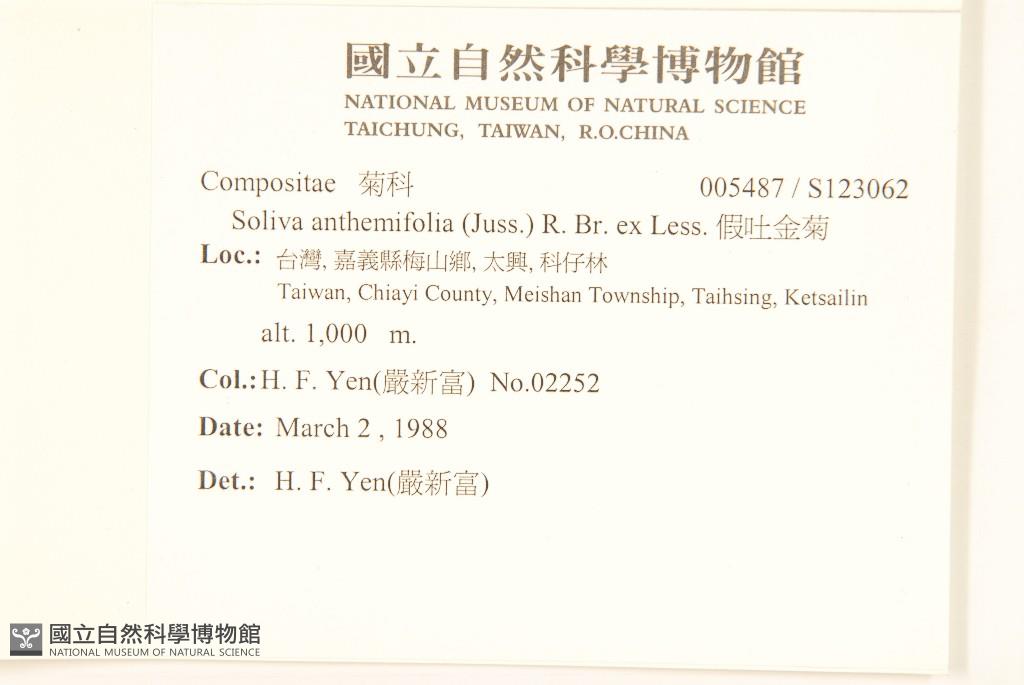 國立自然科學博物館
NATIONAL MUSEUM OF NATURAL SCIENCE
TAICHUNG, TAIWAN, R.O.CHINA
Compositae 菊科 005487 / S123062
Soliva anthemifolia (Juss.) R. Br. ex Less. 假吐金菊
Loc.: 台灣, 嘉義縣梅山鄉, 太興, 科仔林
Taiwan, Chiayi County, Meishan Township, Taihsing, Ketsailin
alt. 1,000 m.
Col.: H. F. Yen(嚴新富) No.02252
Date: March 2 , 1988
Det.: H. F. Yen(嚴新富)
國立自然科學博物館
NATIONAL MUSEUM OF NATURAL SCIENCE